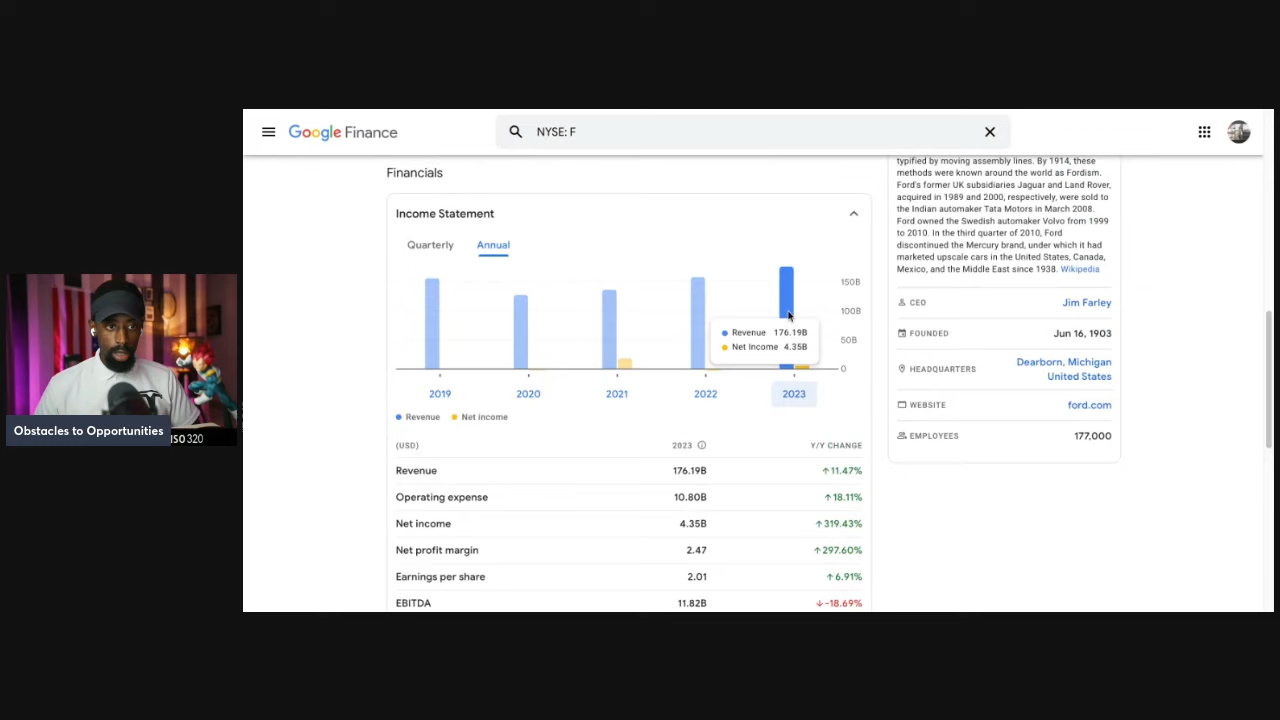 Google Finance
NYSE: F
Financials
Income Statement
Quarterly Annual
150B
100B
50B
0
Revenue 176.19B
Net Income 4.35B
2019 2020 2021 2022 2023
Revenue Net income
(USD) 2023 Y/Y CHANGE
Revenue 176.19B ↑11.47%
Operating expense 10.80B ↑18.11%
Net income 4.35B ↑319.43%
Net profit margin 2.47 ↑297.60%
Earnings per share 2.01 ↑6.91%
EBITDA 11.82B ↓-18.69%
typified by moving assembly lines. By 1914, these
methods were known around the world as Fordism.
Ford's former UK subsidiaries Jaguar and Land Rover,
acquired in 1989 and 2000, respectively, were sold to
the Indian automaker Tata Motors in March 2008.
Ford owned the Swedish automaker Volvo from 1999
to 2010. In the third quarter of 2010, Ford
discontinued the Mercury brand, under which it had
marketed upscale cars in the United States, Canada,
Mexico, and the Middle East since 1938. Wikipedia
CEO Jim Farley
FOUNDED Jun 16, 1903
HEADQUARTERS Dearborn, Michigan
United States
WEBSITE ford.com
EMPLOYEES 177,000
Obstacles to Opportunities
ISO 320